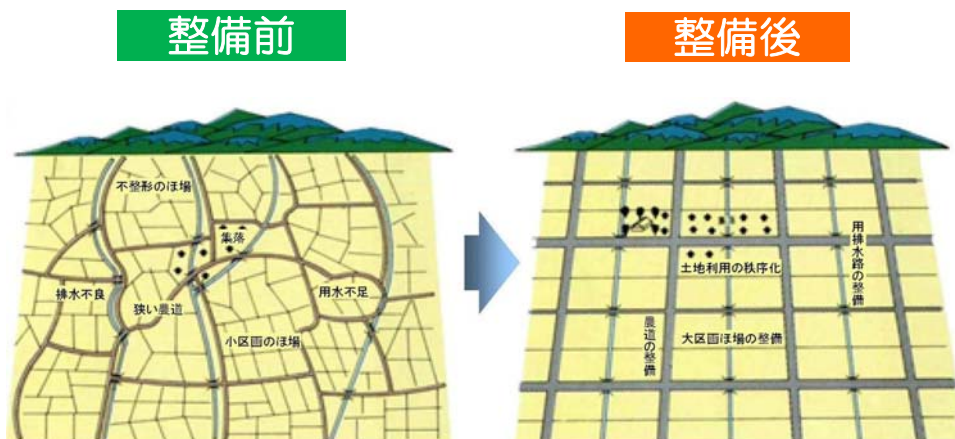 整備前
不整形のほ場
集落
排水不良
狭い農道
用水不足
小区画のほ場
整備後
土地利用の秩序化
用排水路の整備
農道の整備
大区画ほ場の整備